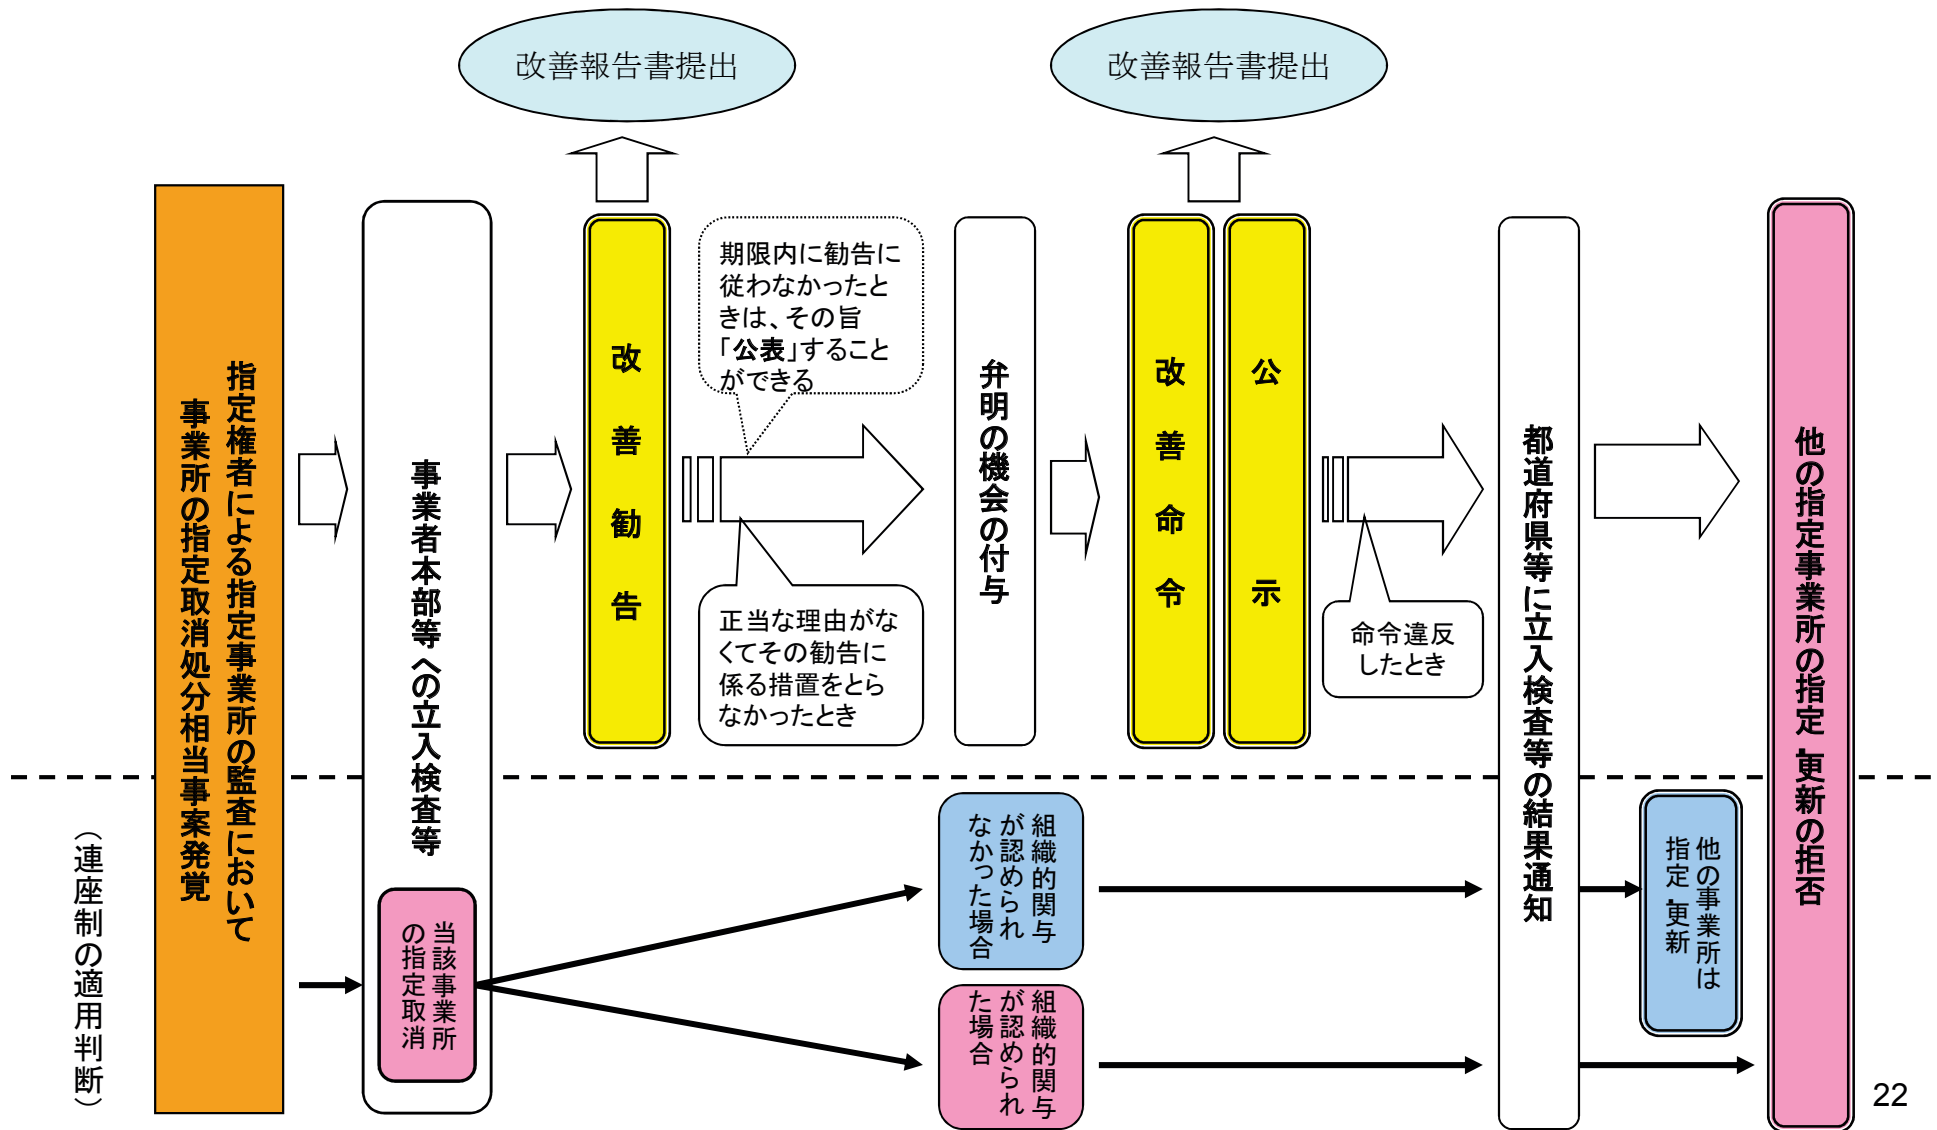 改善報告書提出
改善報告書提出
指定権者による指定事業所の監査において
事業所の指定取消処分相当事案発覚
事業者本部等への立入検査等
改善勧告
期限内に勧告に
従わなかったと
きは、その旨
「公表」すること
ができる
正当な理由がな
くてその勧告に
係る措置をとら
なかったとき
弁明の機会の付与
改善命令
公示
命令違反
したとき
都道府県等に立入検査等の結果通知
他の指定事業所の指定・更新の拒否
（連座制の適用判断）
当該事業所
の指定取消
組織的関与
が認められ
なかった場合
組織的関与
が認められ
た場合
他の事業所は
指定・更新
22